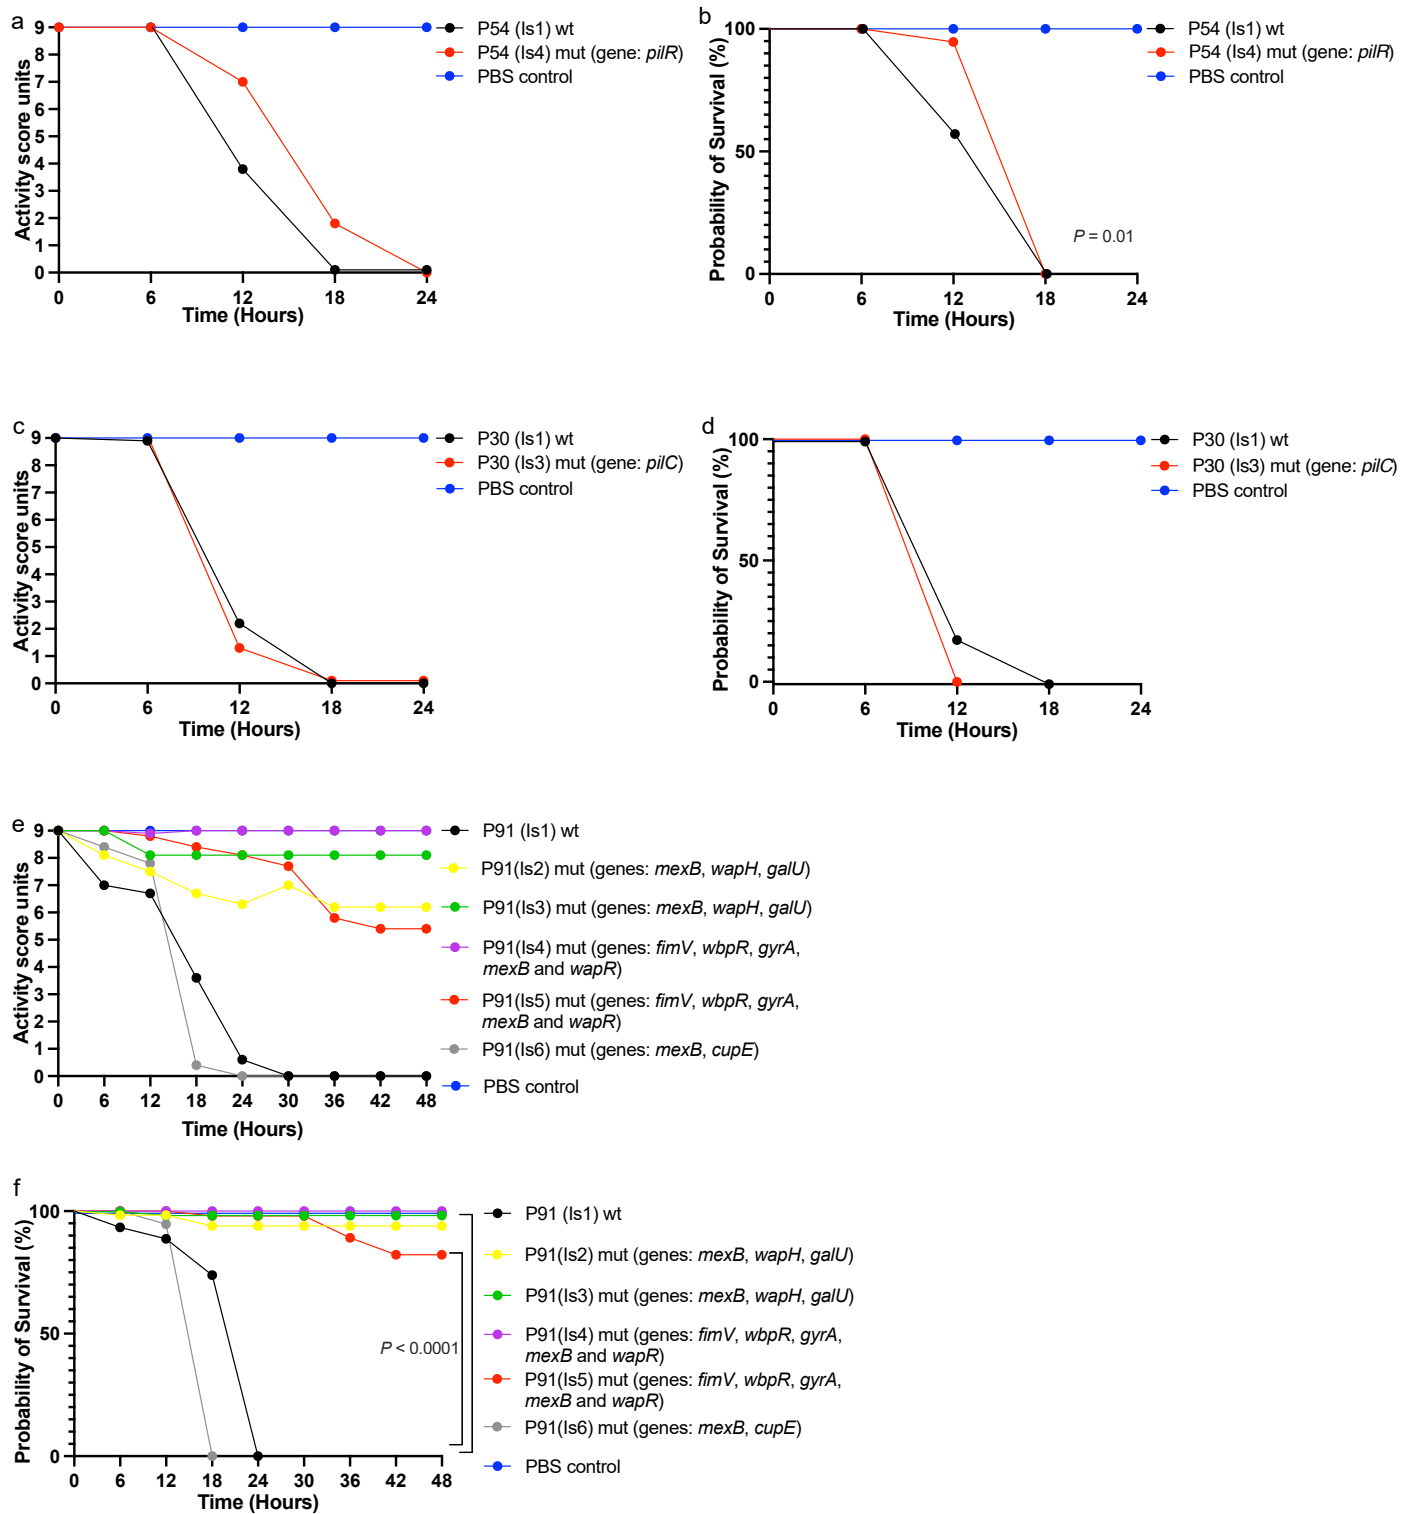 a
9
8
7
6
5
4
3
2
1
0
Activity score units
0 6 12 18 24
Time (Hours)
P54 (Is1) wt
P54 (Is4) mut (gene: pilR)
PBS control
b
100
50
0
Probability of Survival (%)
P = 0.01
0 6 12 18 24
Time (Hours)
P54 (Is1) wt
P54 (Is4) mut (gene: pilR)
PBS control
c
9
8
7
6
5
4
3
2
1
0
Activity score units
0 6 12 18 24
Time (Hours)
P30 (Is1) wt
P30 (Is3) mut (gene: pilC)
PBS control
d
100
50
0
Probability of Survival (%)
0 6 12 18 24
Time (Hours)
P30 (Is1) wt
P30 (Is3) mut (gene: pilC)
PBS control
e
9
8
7
6
5
4
3
2
1
0
Activity score units
0 6 12 18 24 30 36 42 48
Time (Hours)
P91 (Is1) wt
P91(Is2) mut (genes: mexB, wapH, galU)
P91(Is3) mut (genes: mexB, wapH, galU)
P91(Is4) mut (genes: fimV, wbpR, gyrA,
mexB and wapR)
P91(Is5) mut (genes: fimV, wbpR, gyrA,
mexB and wapR)
P91(Is6) mut (genes: mexB, cupE)
PBS control
f
100
50
0
Probability of Survival (%)
P < 0.0001
0 6 12 18 24 30 36 42 48
Time (Hours)
P91 (Is1) wt
P91(Is2) mut (genes: mexB, wapH, galU)
P91(Is3) mut (genes: mexB, wapH, galU)
P91(Is4) mut (genes: fimV, wbpR, gyrA,
mexB and wapR)
P91(Is5) mut (genes: fimV, wbpR, gyrA,
mexB and wapR)
P91(Is6) mut (genes: mexB, cupE)
PBS control